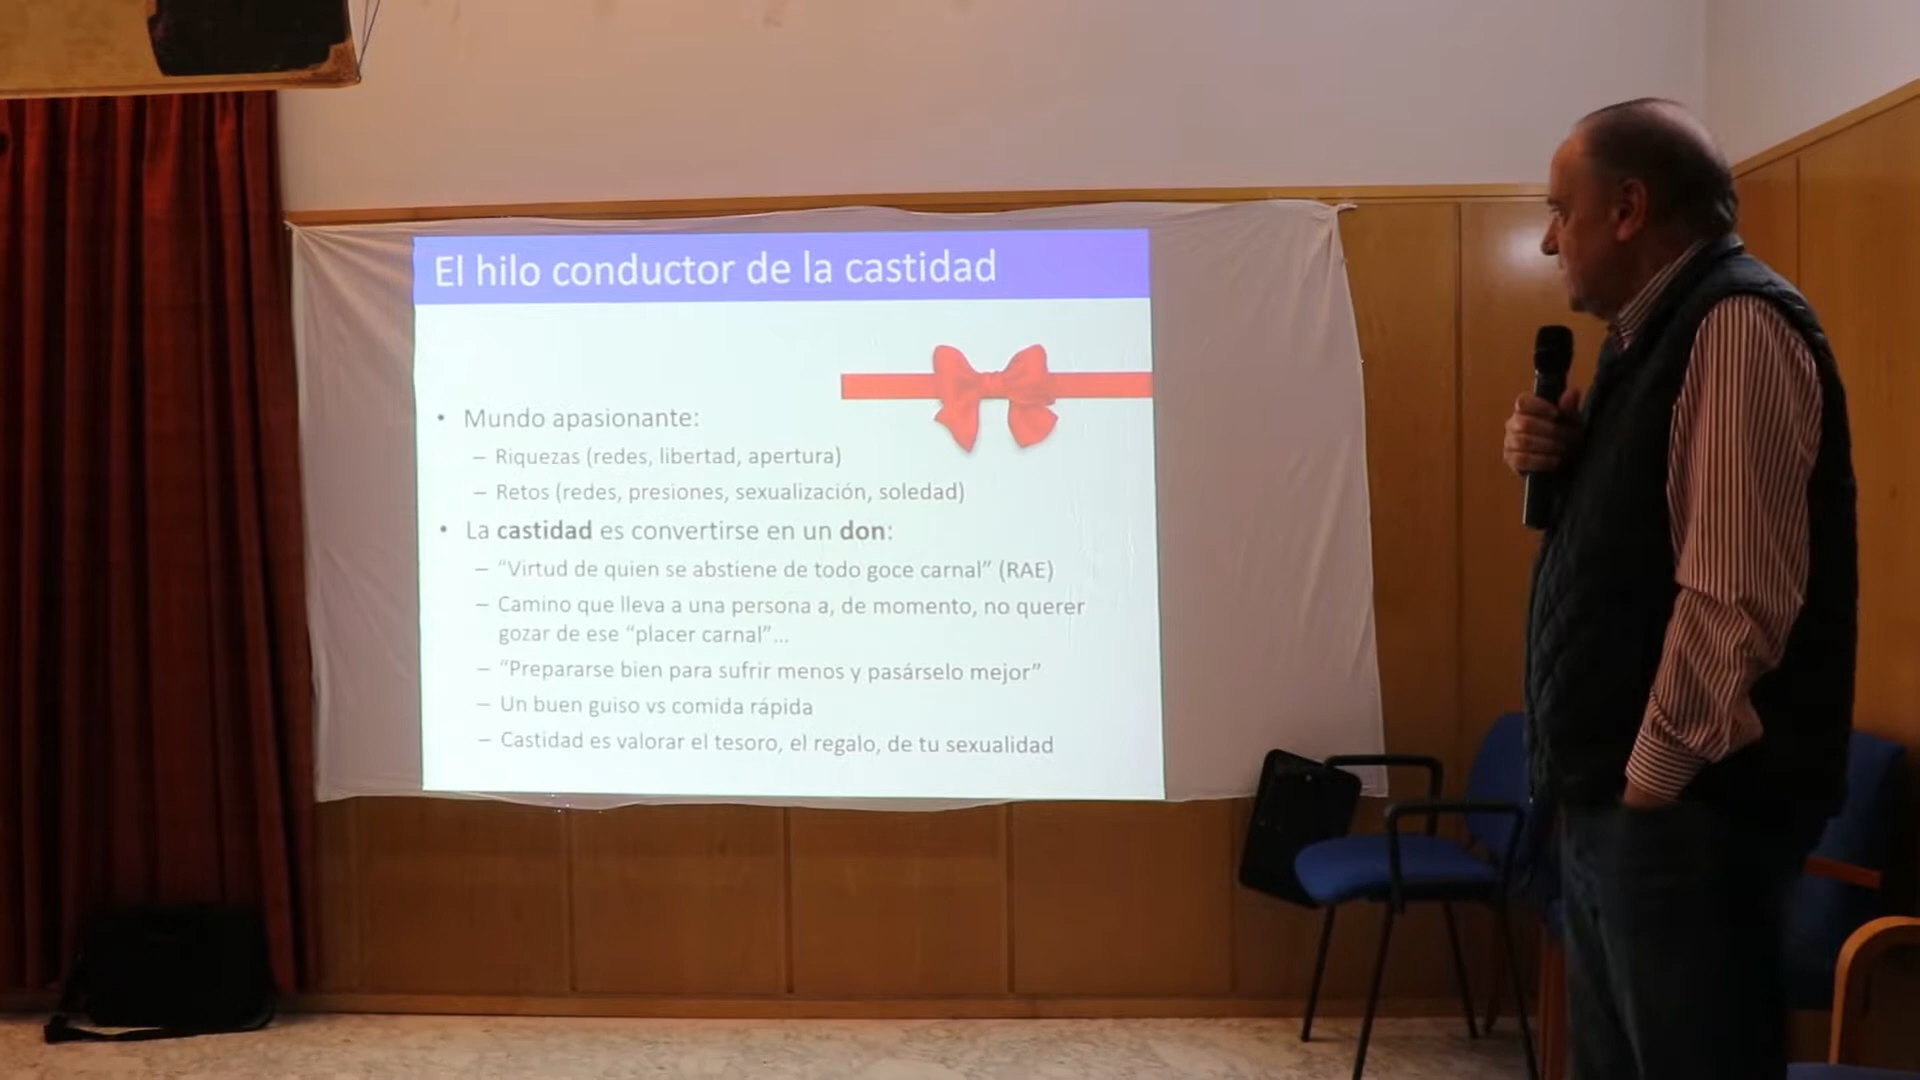 El hilo conductor de la castidad
• Mundo apasionante:
– Riquezas (redes, libertad, apertura)
– Retos (redes, presiones, sexualización, soledad)
• La castidad es convertirse en un don:
– “Virtud de quien se abstiene de todo goce carnal” (RAE)
– Camino que lleva a una persona a, de momento, no querer
gozar de ese “placer carnal”...
– “Prepararse bien para sufrir menos y pasárselo mejor”
– Un buen guiso vs comida rápida
– Castidad es valorar el tesoro, el regalo, de tu sexualidad